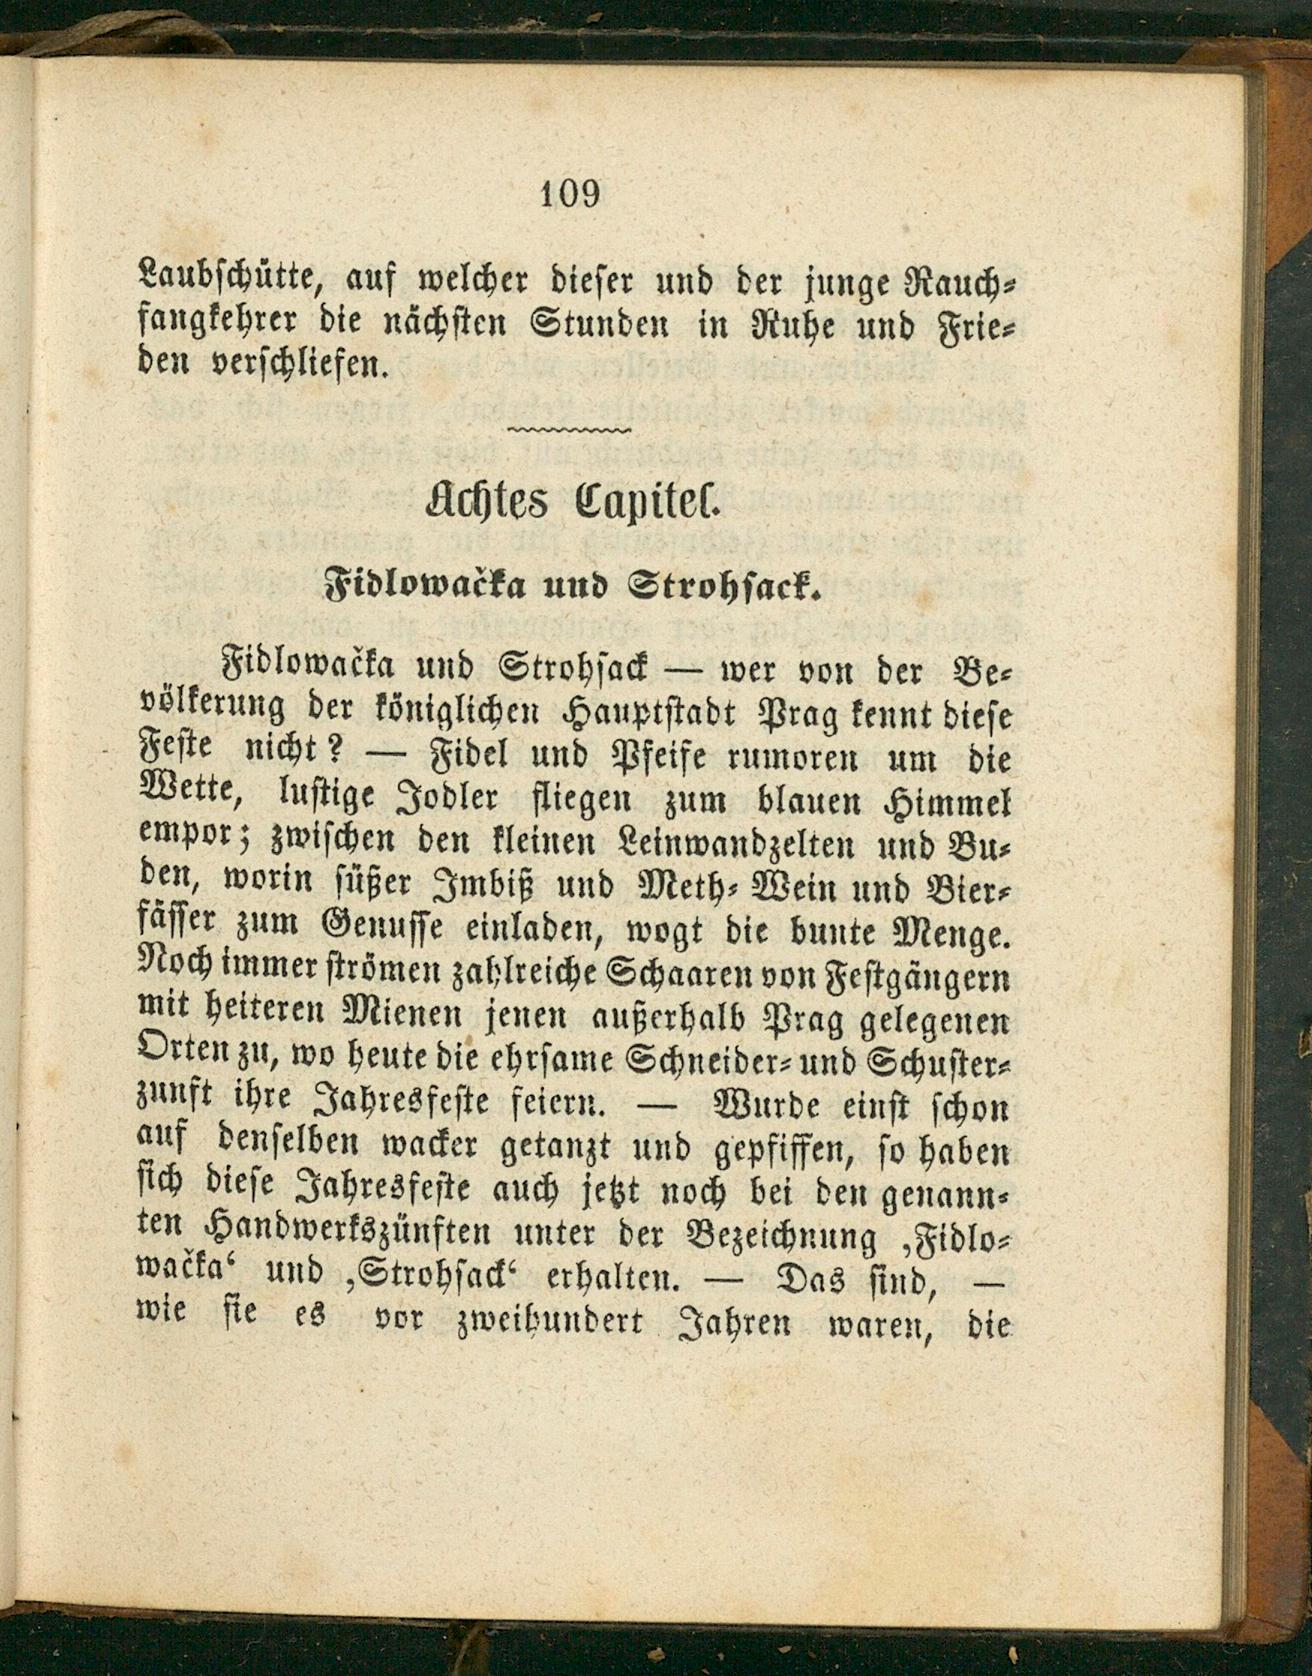 109
Laubschütte, auf welcher dieser und der junge Rauch-
fangkehrer die nächsten Stunden in Ruhe und Frie-
den verschliefen.
Achtes Capitel.
Fidlowačka und Strohsack.
Fidlowačka und Strohsack — wer von der Be-
völkerung der königlichen Hauptstadt Prag kennt diese
Feste nicht? — Fidel und Pfeife rumoren um die
Wette, lustige Jodler fliegen zum blauen Himmel
empor; zwischen den kleinen Leinwandzelten und Bu-
den, worin süßer Imbiß und Meth- Wein und Bier-
fässer zum Genusse einladen, wogt die bunte Menge.
Noch immer strömen zahlreiche Schaaren von Festgängern
mit heiteren Mienen jenen außerhalb Prag gelegenen
Orten zu, wo heute die ehrsame Schneider- und Schuster-
zunft ihre Jahresfeste feiern. — Wurde einst schon
auf denselben wacker getanzt und gepfiffen, so haben
sich diese Jahresfeste auch jetzt noch bei den genann-
ten Handwerkszünften unter der Bezeichnung ‚Fidlo-
wačka‘ und ‚Strohsack‘ erhalten. — Das sind, —
wie sie es vor zweihundert Jahren waren, die